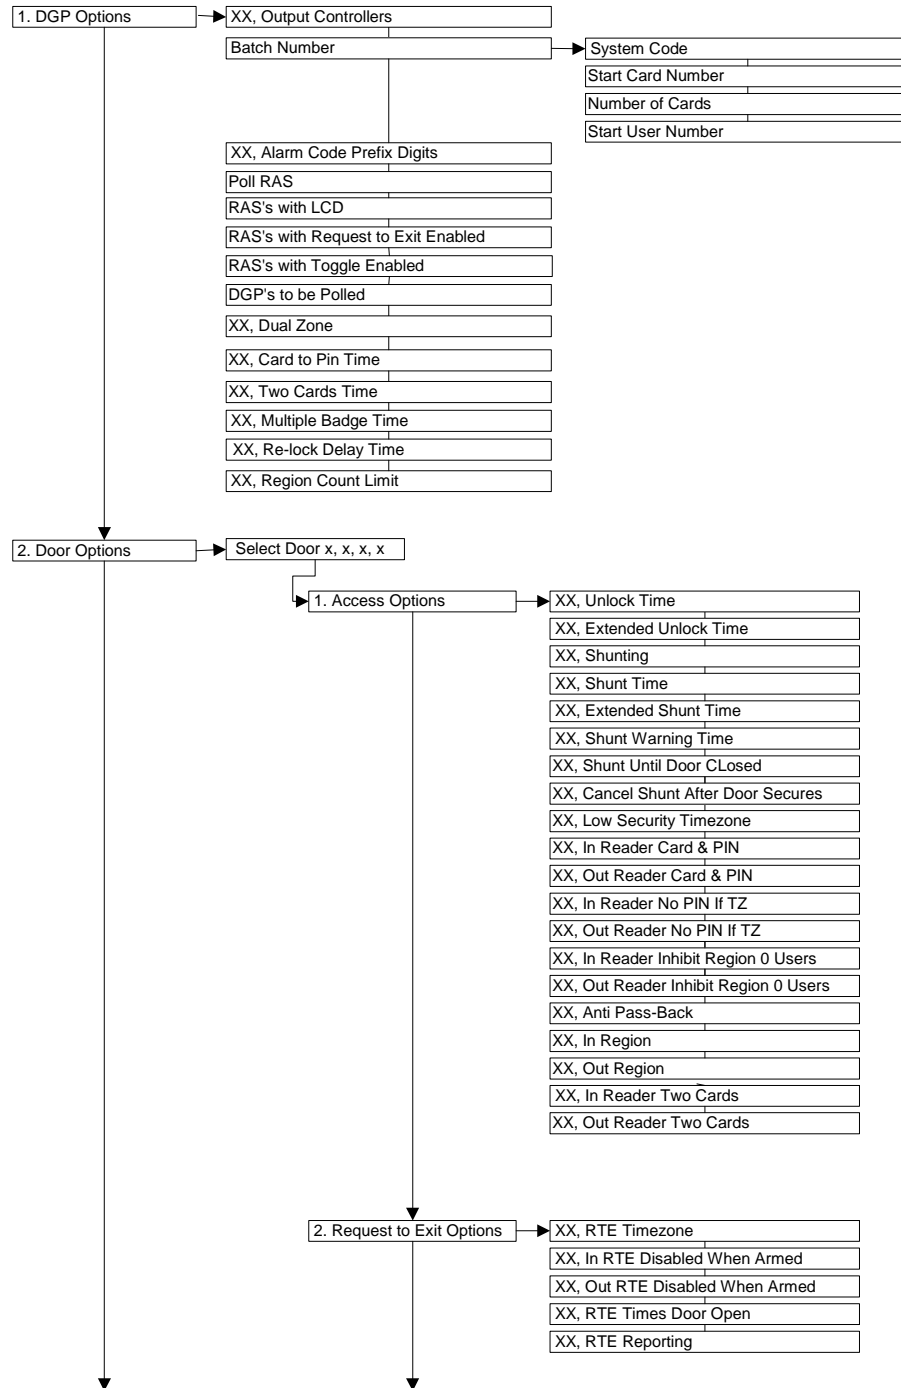 1. DGP Options
XX, Output Controllers
Batch Number
System Code
Start Card Number
Number of Cards
Start User Number
XX, Alarm Code Prefix Digits
Poll RAS
RAS's with LCD
RAS's with Request to Exit Enabled
RAS's with Toggle Enabled
DGP's to be Polled
XX, Dual Zone
XX, Card to Pin Time
XX, Two Cards Time
XX, Multiple Badge Time
XX, Re-lock Delay Time
XX, Region Count Limit
2. Door Options
Select Door x, x, x, x
1. Access Options
XX, Unlock Time
XX, Extended Unlock Time
XX, Shunting
XX, Shunt Time
XX, Extended Shunt Time
XX, Shunt Warning Time
XX, Shunt Until Door CLosed
XX, Cancel Shunt After Door Secures
XX, Low Security Timezone
XX, In Reader Card & PIN
XX, Out Reader Card & PIN
XX, In Reader No PIN If TZ
XX, Out Reader No PIN If TZ
XX, In Reader Inhibit Region 0 Users
XX, Out Reader Inhibit Region 0 Users
XX, Anti Pass-Back
XX, In Region
XX, Out Region
XX, In Reader Two Cards
XX, Out Reader Two Cards
2. Request to Exit Options
XX, RTE Timezone
XX, In RTE Disabled When Armed
XX, Out RTE Disabled When Armed
XX, RTE Times Door Open
XX, RTE Reporting